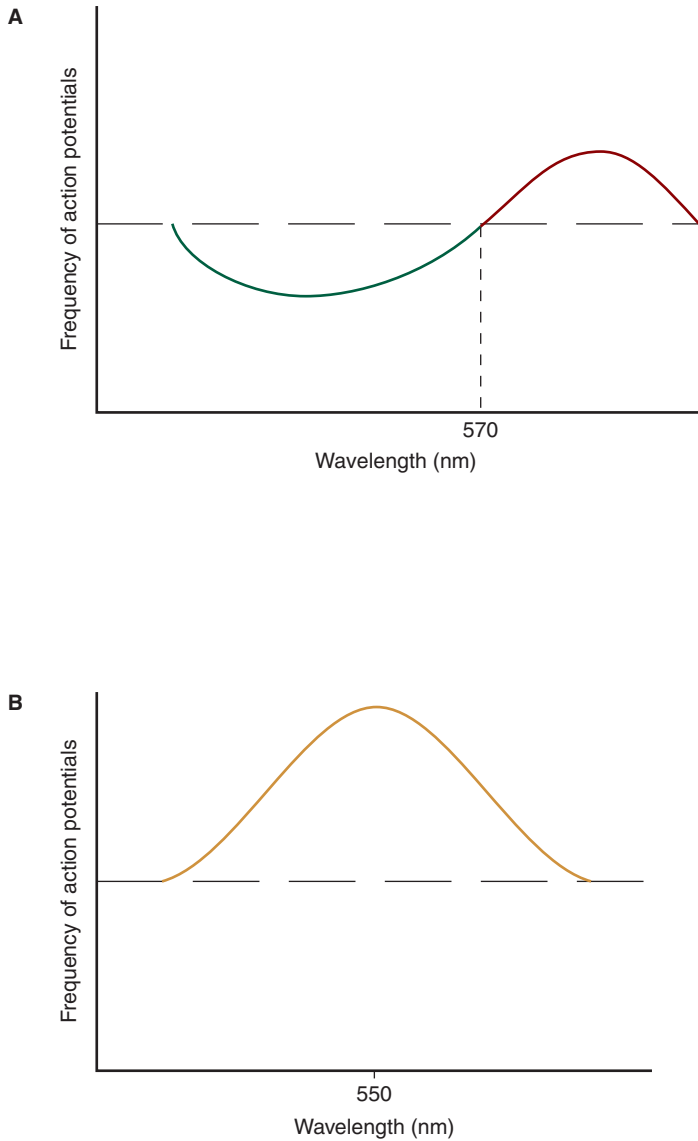 A
Frequency of action potentials
570
Wavelength (nm)
B
Frequency of action potentials
550
Wavelength (nm)